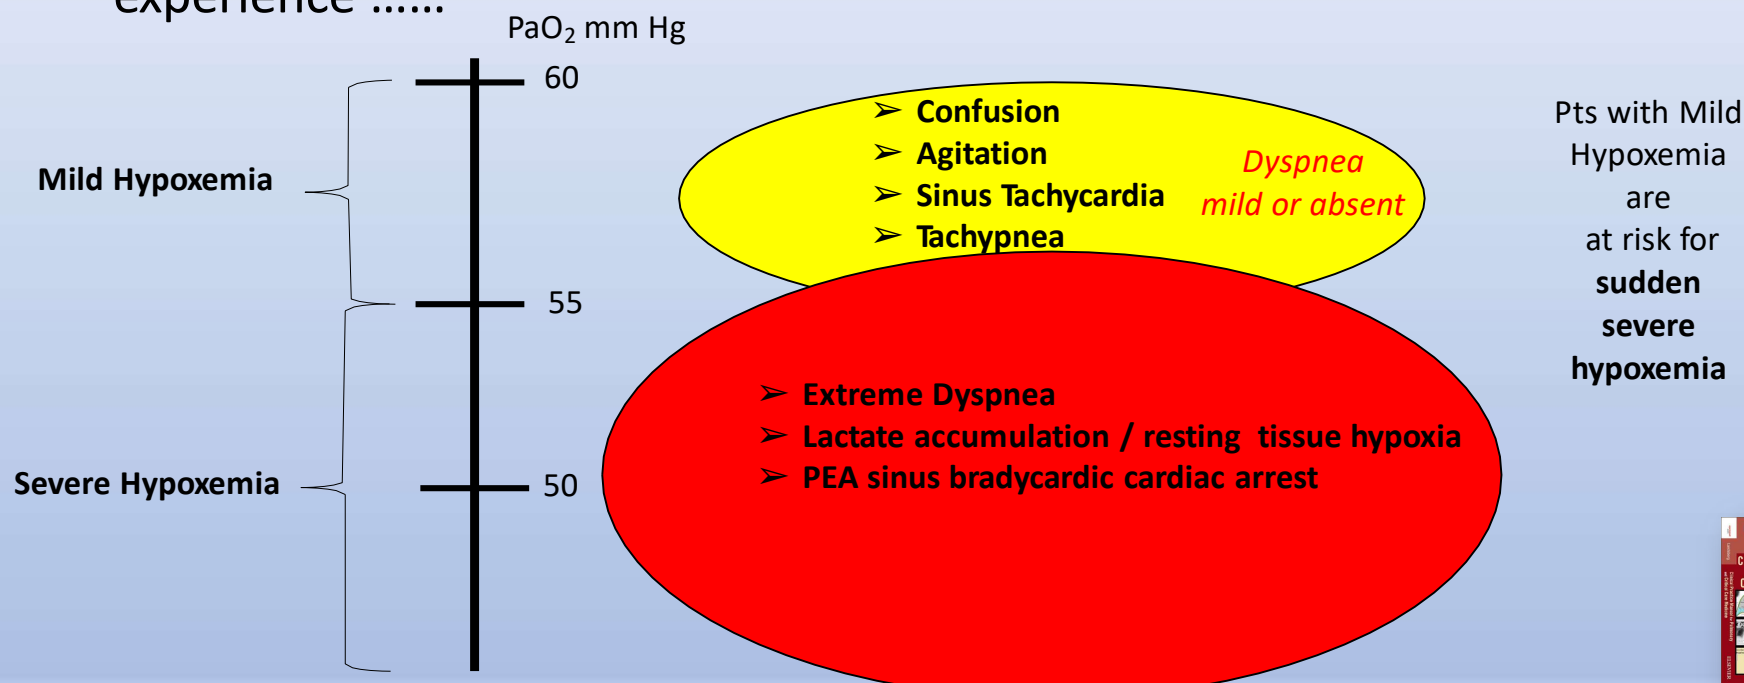 experience ……
PaO₂ mm Hg
60
Mild Hypoxemia
55
Severe Hypoxemia
50
➢ Confusion
➢ Agitation
➢ Sinus Tachycardia
➢ Tachypnea
Dyspnea
mild or absent
➢ Extreme Dyspnea
➢ Lactate accumulation / resting tissue hypoxia
➢ PEA sinus bradycardic cardiac arrest
Pts with Mild
Hypoxemia
are
at risk for
sudden
severe
hypoxemia